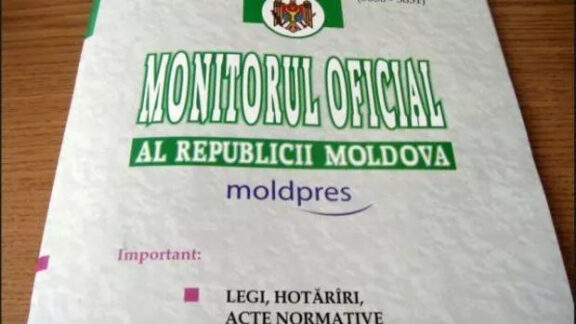 MONITORUL OFICIAL
AL REPUBLICII MOLDOVA
moldpres
Important:
LEGI, HOTĂRÎRI,
ACTE NORMATIVE